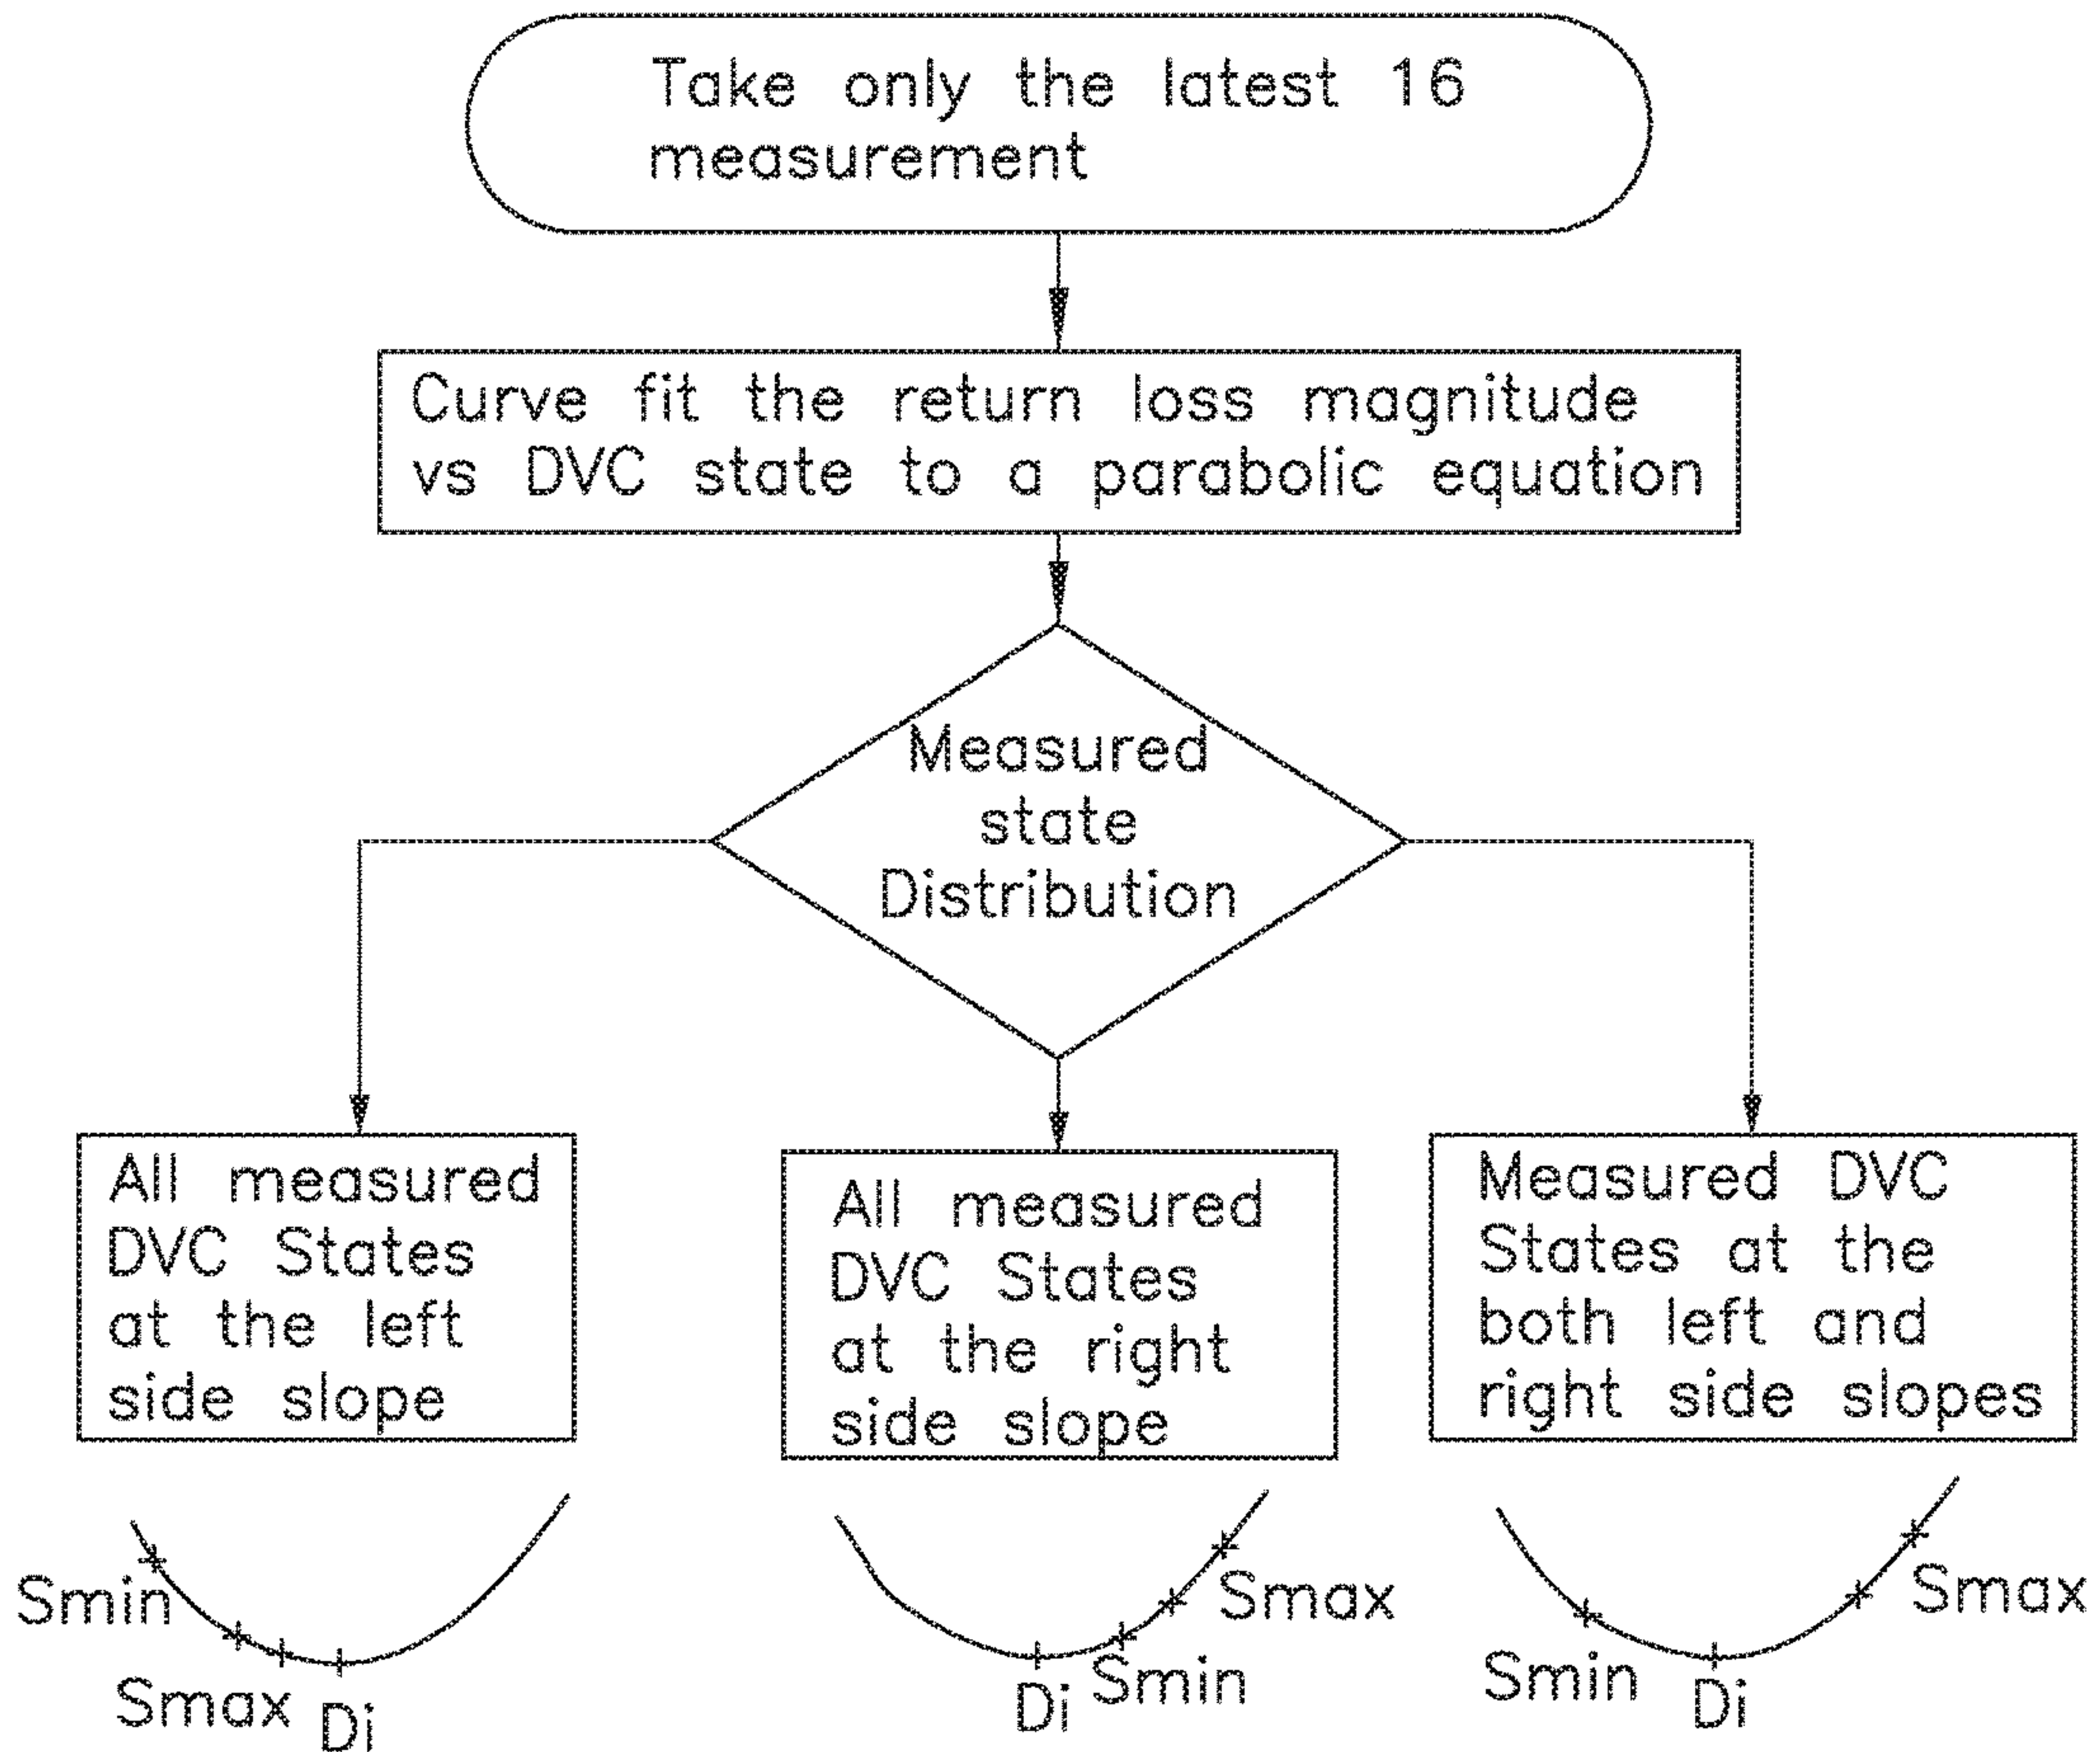 Take only the latest 16
measurement
Curve fit the return loss magnitude
vs DVC state to a parabolic equation
Measured
state
Distribution
All measured
DVC States
at the left
side slope
All measured
DVC States
at the right
side slope
Measured DVC
States at the
both left and
right side slopes
Smin
Smax
Di
Smax
Smin
Di
Smax
Smin
Di